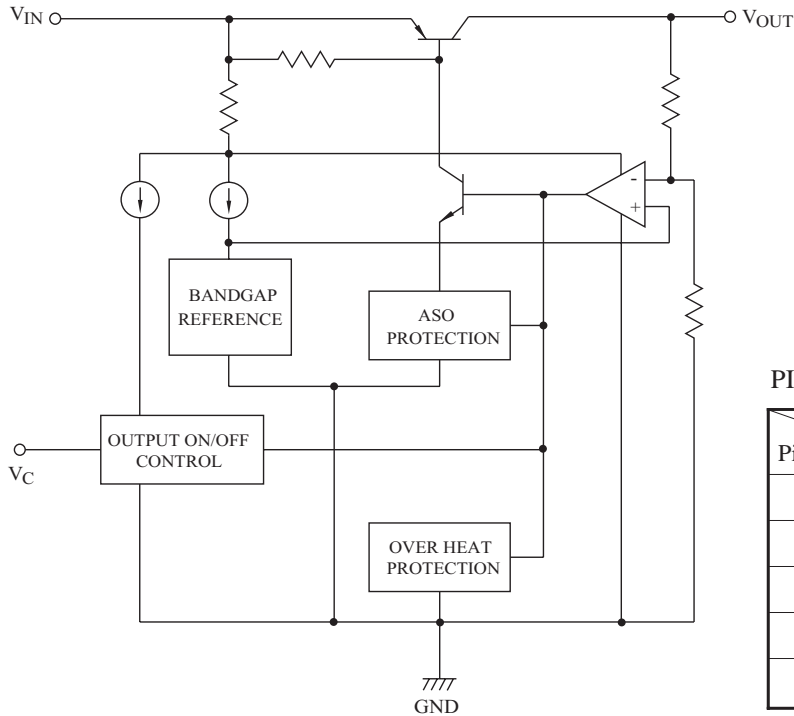 VIN
VOUT
-
+
BANDGAP
REFERENCE
ASO
PROTECTION
OUTPUT ON/OFF
CONTROL
VC
OVER HEAT
PROTECTION
GND